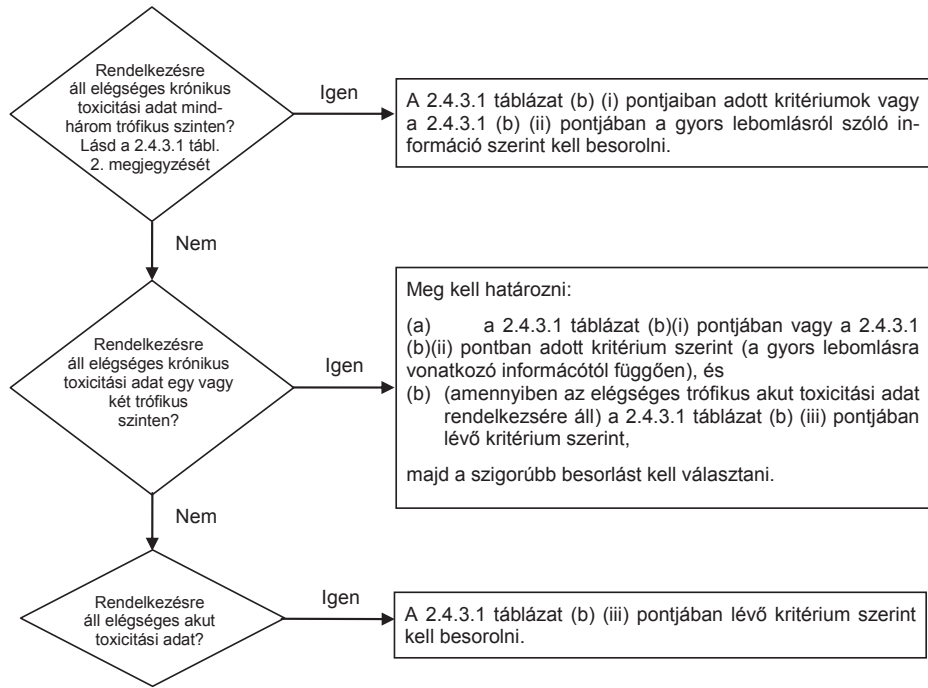 Rendelkezésre
áll elégséges krónikus
toxicitási adat mind-
három trófikus szinten?
Lásd a 2.4.3.1 tábl.
2. megjegyzését
Igen
A 2.4.3.1 táblázat (b) (i) pontjaiban adott kritériumok vagy
a 2.4.3.1 (b) (ii) pontjában a gyors lebomlásról szóló in-
formáció szerint kell besorolni.
Nem
Rendelkezésre
áll elégséges krónikus
toxicitási adat egy vagy
két trófikus
szinten?
Igen
Meg kell határozni:
(a) a 2.4.3.1 táblázat (b)(i) pontjában vagy a 2.4.3.1
(b)(ii) pontban adott kritérium szerint (a gyors lebomlásra
vonatkozó informácótól függően), és
(b) (amennyiben az elégséges trófikus akut toxicitási adat
rendelkezsére áll) a 2.4.3.1 táblázat (b) (iii) pontjában
lévő kritérium szerint,
majd a szigorúbb besorlást kell választani.
Nem
Rendelkezésre
áll elégséges akut
toxicitási adat?
Igen
A 2.4.3.1 táblázat (b) (iii) pontjában lévő kritérium szerint
kell besorolni.